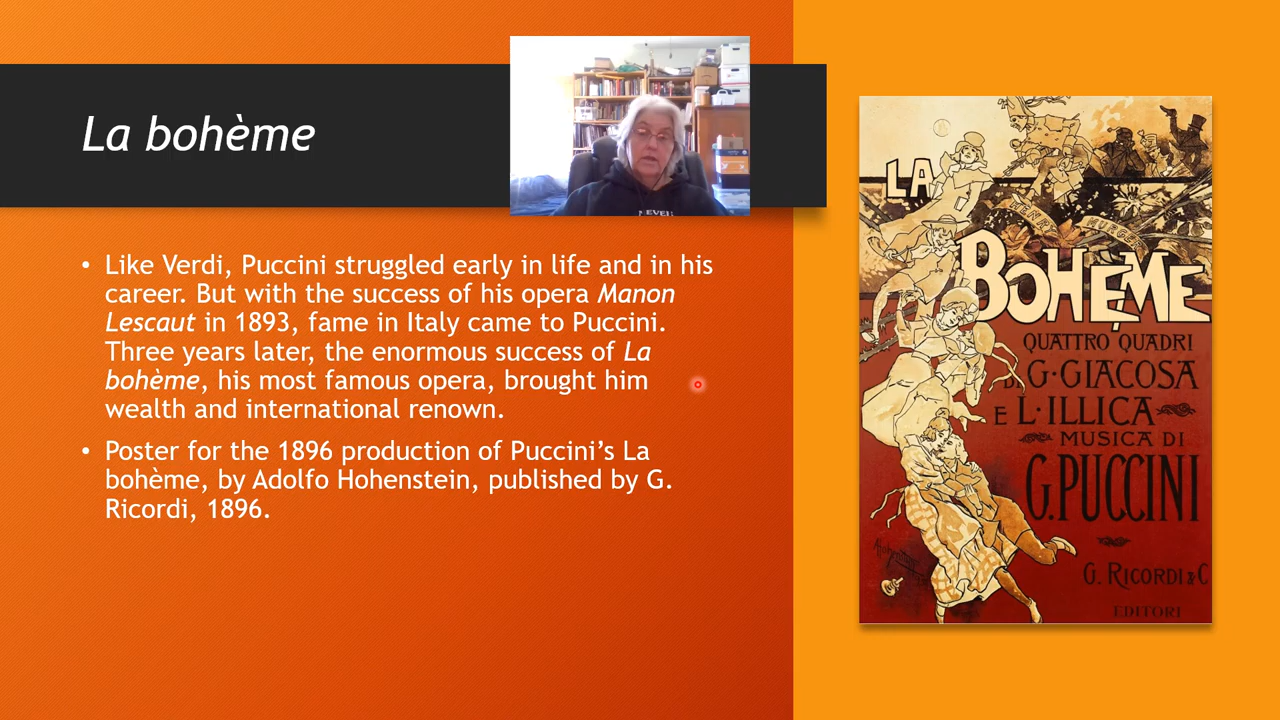 La bohème
EVEI
• Like Verdi, Puccini struggled early in life and in his
career. But with the success of his opera Manon
Lescaut in 1893, fame in Italy came to Puccini.
Three years later, the enormous success of La
bohème, his most famous opera, brought him
wealth and international renown.
• Poster for the 1896 production of Puccini’s La
bohème, by Adolfo Hohenstein, published by G.
Ricordi, 1896.
LA
HENRY MURGER
BOHÈME
QUATTRO QUADRI
DI G·GIACOSA
E L·ILLICA
MUSICA DI
G.PUCCINI
G. RICORDI & C
EDITORI